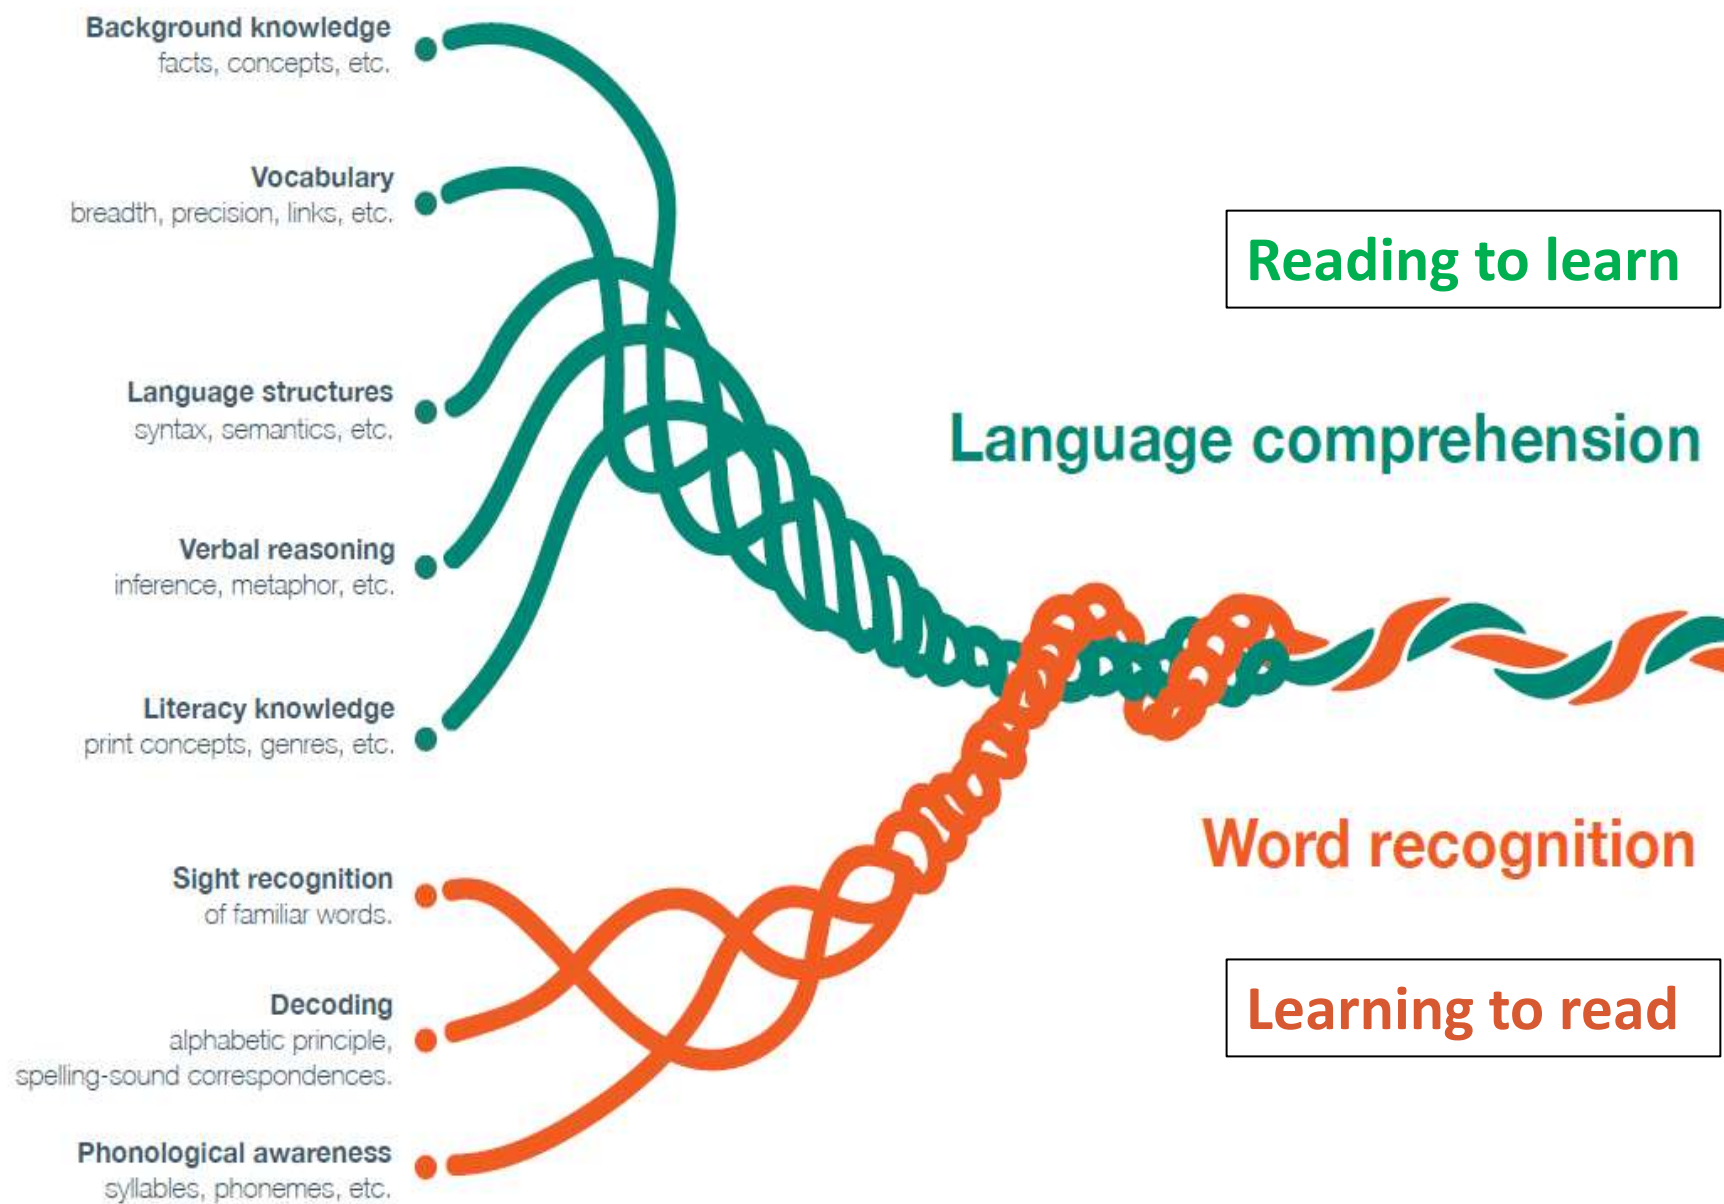 Background knowledge
facts, concepts, etc.
Vocabulary
breadth, precision, links, etc.
Reading to learn
Language structures
syntax, semantics, etc.
Language comprehension
Verbal reasoning
inference, metaphor, etc.
Literacy knowledge
print concepts, genres, etc.
Word recognition
Sight recognition
of familiar words.
Learning to read
Decoding
alphabetic principle,
spelling-sound correspondences.
Phonological awareness
syllables, phonemes, etc.